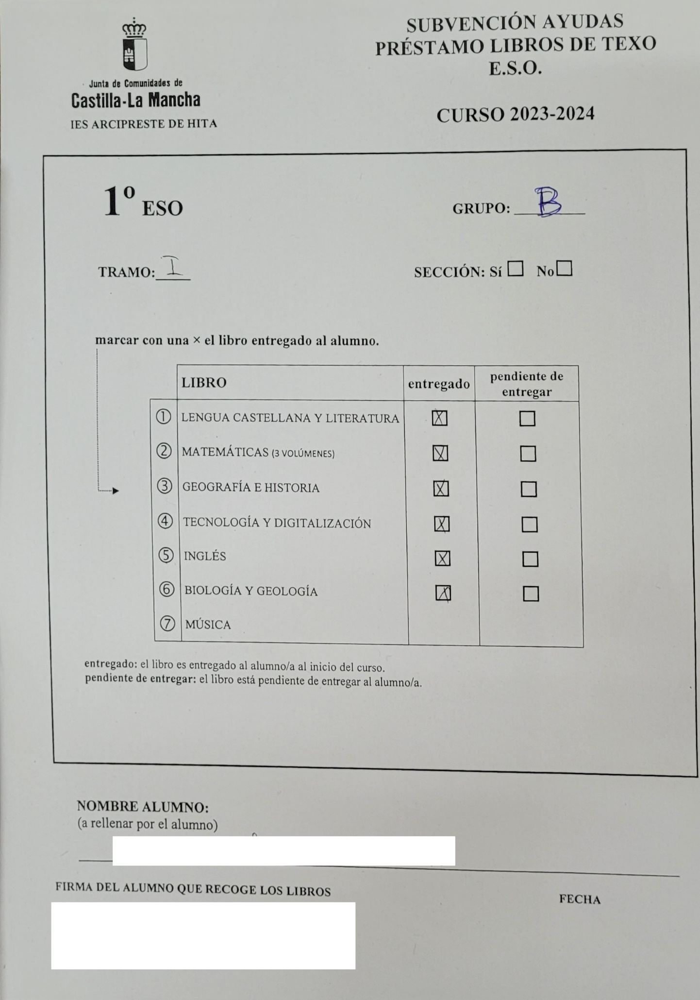 SUBVENCIÓN AYUDAS
PRÉSTAMO LIBROS DE TEXO
E.S.O.
CURSO 2023-2024
Junta de Comunidades de
Castilla-La Mancha
IES ARCIPRESTE DE HITA
1º ESO
GRUPO: B
TRAMO: I
SECCIÓN: Sí ☐ No ☐
marcar con una × el libro entregado al alumno.
LIBRO entregado pendiente de entregar
① LENGUA CASTELLANA Y LITERATURA ☒ ☐
② MATEMÁTICAS (3 VOLÚMENES) ☒ ☐
③ GEOGRAFÍA E HISTORIA ☒ ☐
④ TECNOLOGÍA Y DIGITALIZACIÓN ☒ ☐
⑤ INGLÉS ☒ ☐
⑥ BIOLOGÍA Y GEOLOGÍA ☒ ☐
⑦ MÚSICA
entregado: el libro es entregado al alumno/a al inicio del curso.
pendiente de entregar: el libro está pendiente de entregar al alumno/a.
NOMBRE ALUMNO:
(a rellenar por el alumno)
FIRMA DEL ALUMNO QUE RECOGE LOS LIBROS
FECHA